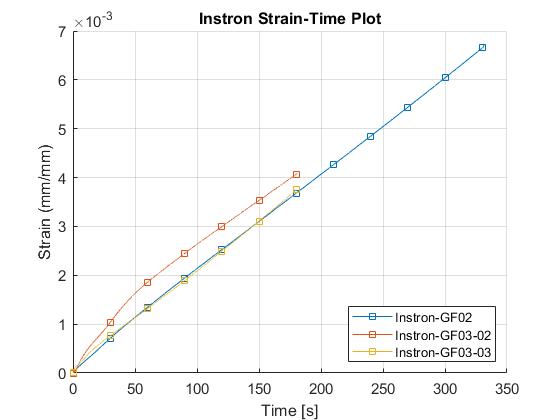 Instron Strain-Time Plot
×10⁻³
7
6
5
4
3
2
1
0
Strain (mm/mm)
Instron-GF02
Instron-GF03-02
Instron-GF03-03
0 50 100 150 200 250 300 350
Time [s]